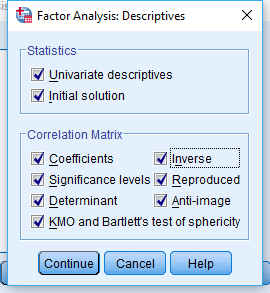 Factor Analysis: Descriptives
Statistics
Univariate descriptives
Initial solution
Correlation Matrix
Coefficients Inverse
Significance levels Reproduced
Determinant Anti-image
KMO and Bartlett's test of sphericity
Continue Cancel Help